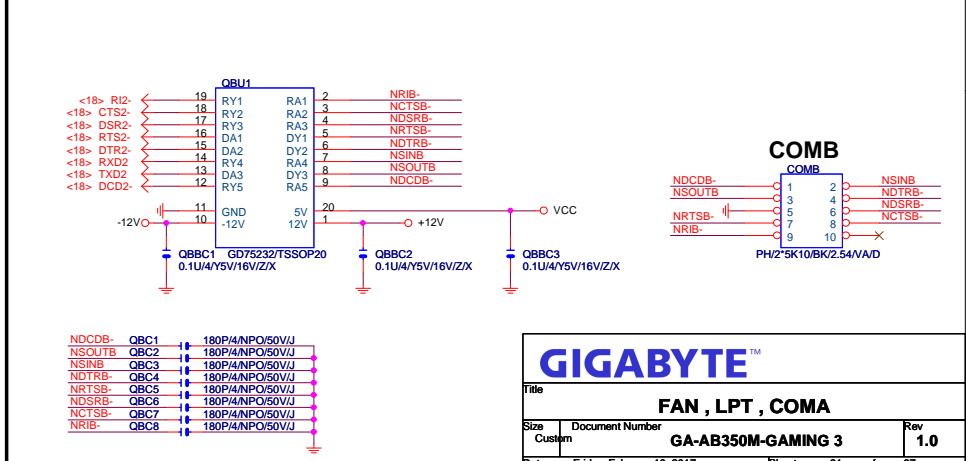 QBU1
<18> RI2- 19 RY1 RA1 2 NRIB-
<18> CTS2- 18 RY2 RA2 3 NCTSB-
<18> DSR2- 17 RY3 RA3 4 NDSRB-
<18> RTS2- 16 DA1 DY1 5 NRTSB-
<18> DTR2- 15 DA2 DY2 6 NDTRB-
<18> RXD2 14 RY4 RA4 7 NSINB
<18> TXD2 13 DA3 DY3 8 NSOUTB
<18> DCD2- 12 RY5 RA5 9 NDCDB-
11 GND 5V 20 VCC
-12V 10 -12V 12V 1 +12V
QBBC1 GD75232/TSSOP20 QBBC2 QBBC3
0.1U/4/Y5V/16V/Z/X 0.1U/4/Y5V/16V/Z/X 0.1U/4/Y5V/16V/Z/X
COMB
COMB
NDCDB- 1 2 NSINB
NSOUTB 3 4 NDTRB-
5 6 NDSRB-
NRTSB- 7 8 NCTSB-
NRIB- 9 10
PH/2*5K10/BK/2.54/VA/D
NDCDB- QBC1 180P/4/NPO/50V/J
NSOUTB QBC2 180P/4/NPO/50V/J
NSINB QBC3 180P/4/NPO/50V/J
NDTRB- QBC4 180P/4/NPO/50V/J
NRTSB- QBC5 180P/4/NPO/50V/J
NDSRB- QBC6 180P/4/NPO/50V/J
NCTSB- QBC7 180P/4/NPO/50V/J
NRIB- QBC8 180P/4/NPO/50V/J
GIGABYTE™
Title
FAN , LPT , COMA
Size Document Number Rev
Custom GA-AB350M-GAMING 3 1.0